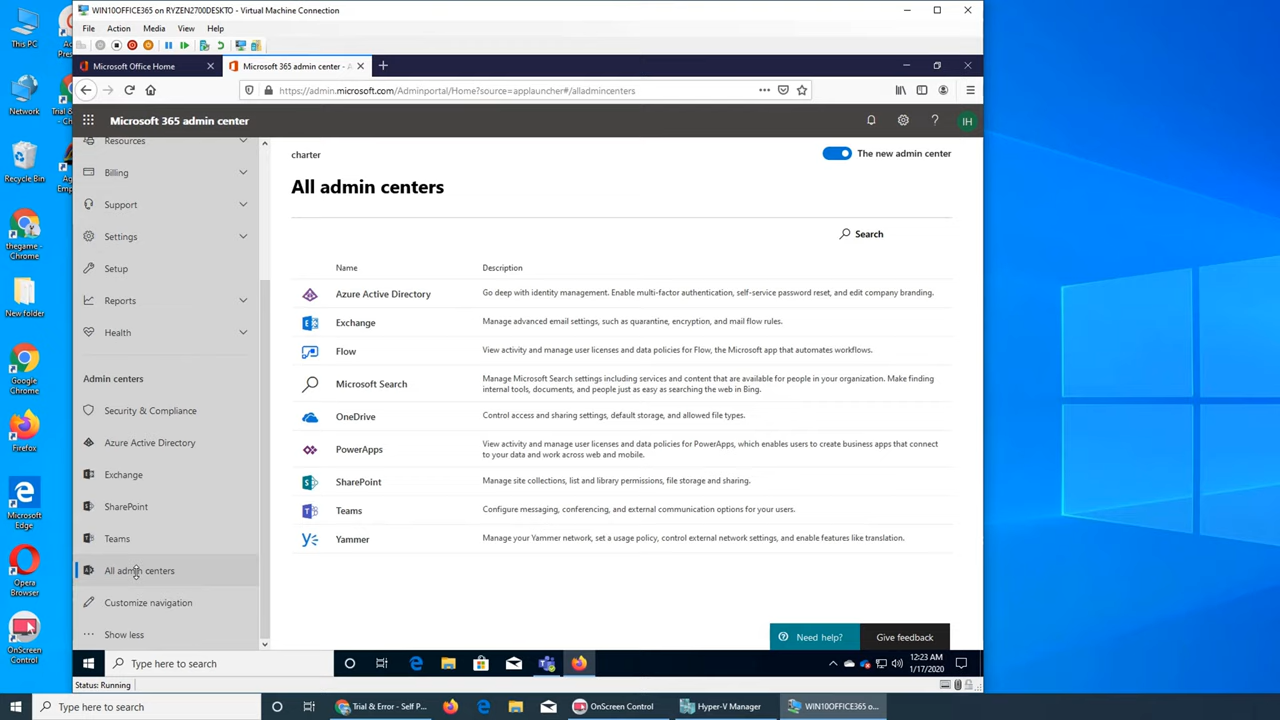 WIN10OFFICE365 on RYZEN2700DESKTO - Virtual Machine Connection
File Action Media View Help
Microsoft Office Home
Microsoft 365 admin center - A
https://admin.microsoft.com/Adminportal/Home?source=applauncher#/alladmincenters
Microsoft 365 admin center
IH
Resources
Billing
Support
Settings
Setup
Reports
Health
Admin centers
Security & Compliance
Azure Active Directory
Exchange
SharePoint
Teams
All admin centers
Customize navigation
Show less
charter
The new admin center
All admin centers
Search
Name Description
Azure Active Directory Go deep with identity management. Enable multi-factor authentication, self-service password reset, and edit company branding.
Exchange Manage advanced email settings, such as quarantine, encryption, and mail flow rules.
Flow View activity and manage user licenses and data policies for Flow, the Microsoft app that automates workflows.
Microsoft Search Manage Microsoft Search settings including services and content that are available for people in your organization. Make finding
internal tools, documents, and people just as easy as searching the web in Bing.
OneDrive Control access and sharing settings, default storage, and allowed file types.
PowerApps View activity and manage user licenses and data policies for PowerApps, which enables users to create business apps that connect
to your data and work across web and mobile.
SharePoint Manage site collections, list and library permissions, file storage and sharing.
Teams Configure messaging, conferencing, and external communication options for your users.
Yammer Manage your Yammer network, set a usage policy, control external network settings, and enable features like translation.
Need help?
Give feedback
Type here to search
12:23 AM
1/17/2020
Status: Running
This PC
Network
Recycle Bin
thegame -
Chrome
New folder
Google
Chrome
Firefox
Microsoft
Edge
Opera
Browser
OnScreen
Control
Type here to search
Trial & Error - Self P...
OnScreen Control
Hyper-V Manager
WIN10OFFICE365 o...